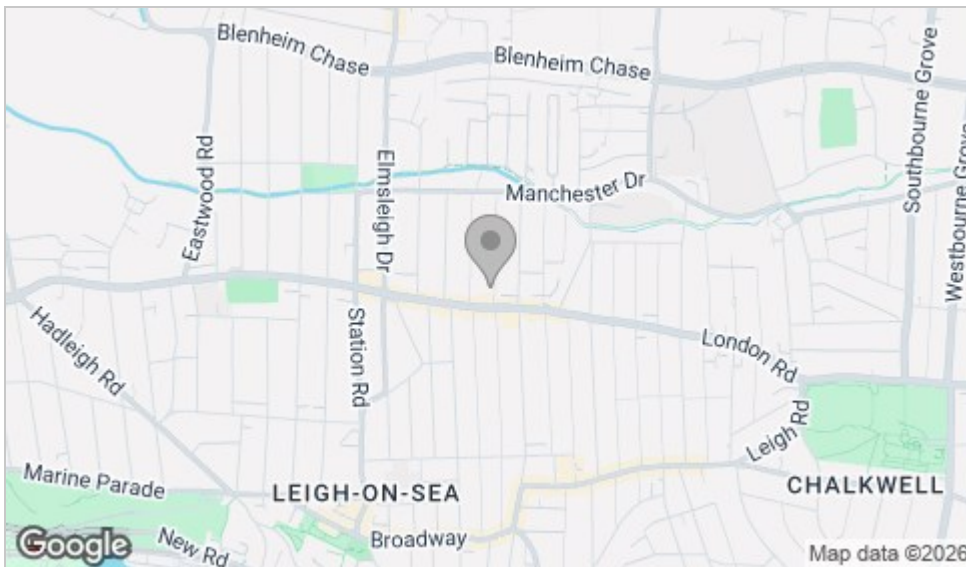 Blenheim Chase
Blenheim Chase
Southbourne Grove
Westbourne Grove
Eastwood Rd
Elmsleigh Dr
Manchester Dr
Hadleigh Rd
Station Rd
London Rd
Leigh Rd
Marine Parade
LEIGH-ON-SEA
CHALKWELL
Broadway
New Rd
Google
Map data ©2026